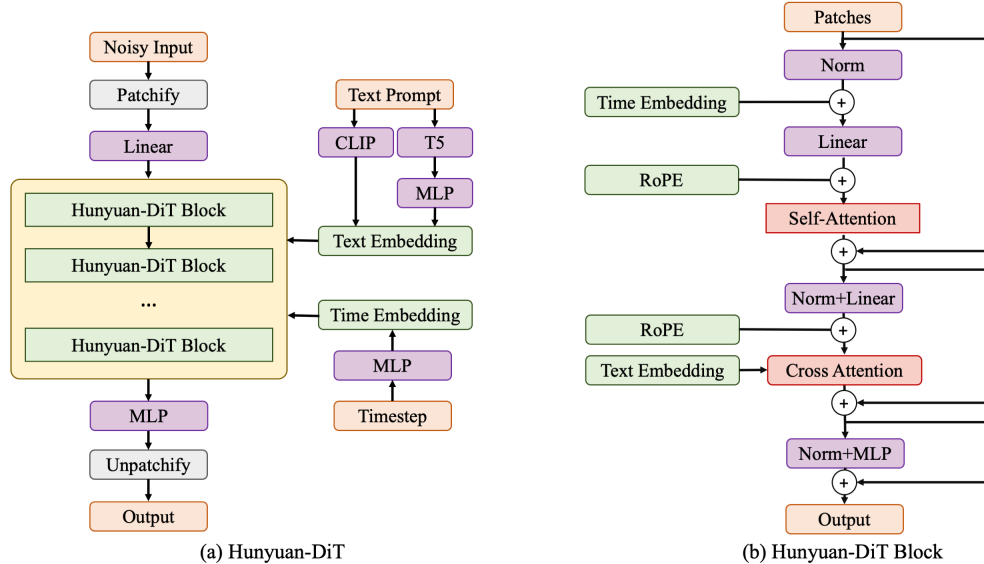 Noisy Input
Patchify
Linear
Hunyuan-DiT Block
Hunyuan-DiT Block
...
Hunyuan-DiT Block
MLP
Unpatchify
Output
Text Prompt
CLIP
T5
MLP
Text Embedding
Time Embedding
MLP
Timestep
(a) Hunyuan-DiT
Patches
Norm
Time Embedding
+
Linear
RoPE
+
Self-Attention
+
Norm+Linear
RoPE
+
Text Embedding
Cross Attention
+
Norm+MLP
+
Output
(b) Hunyuan-DiT Block